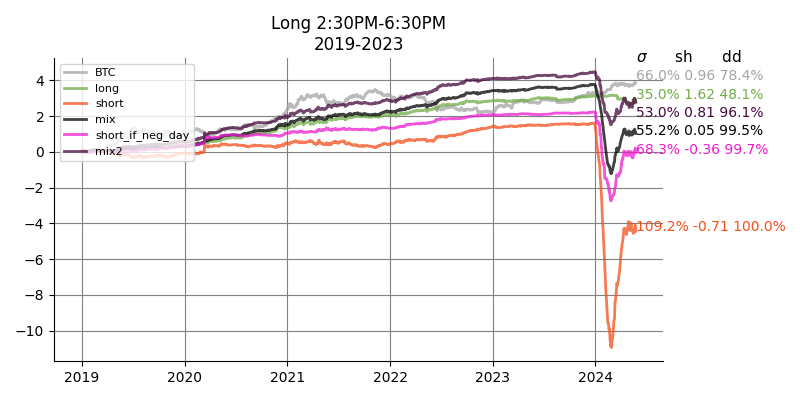 Long 2:30PM-6:30PM
2019-2023
σ sh dd
66.0% 0.96 78.4%
35.0% 1.62 48.1%
53.0% 0.81 96.1%
55.2% 0.05 99.5%
68.3% -0.36 99.7%
109.2% -0.71 100.0%
BTC
long
short
mix
short_if_neg_day
mix2
4
2
0
−2
−4
−6
−8
−10
2019 2020 2021 2022 2023 2024